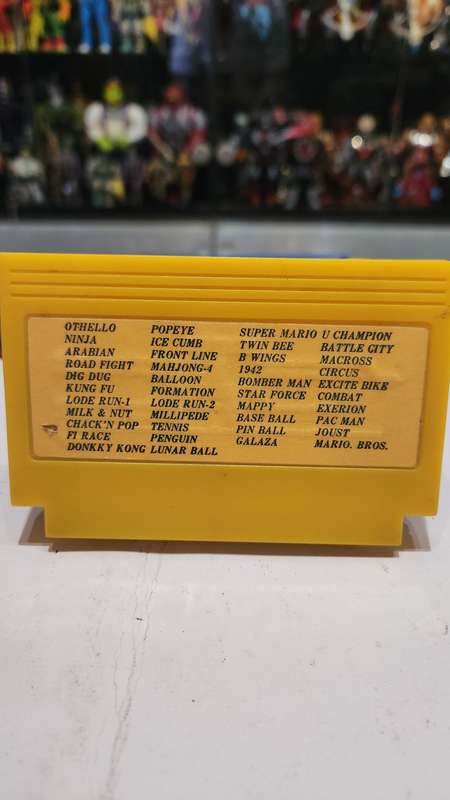 OTHELLO
NINJA
ARABIAN
ROAD FIGHT
DIG DUG
KUNG FU
LODE RUN-1
MILK & NUT
CHACK'N POP
F1 RACE
DONKKY KONG
POPEYE
ICE CUMB
FRONT LINE
MAHJONG-4
BALLOON
FORMATION
LODE RUN-2
MILLIPEDE
TENNIS
PENGUIN
LUNAR BALL
SUPER MARIO
TWIN BEE
B WINGS
1942
BOMBER MAN
STAR FORCE
MAPPY
BASE BALL
PIN BALL
GALAZA
U CHAMPION
BATTLE CITY
MACROSS
CIRCUS
EXCITE BIKE
COMBAT
EXERION
PAC MAN
JOUST
MARIO. BROS.